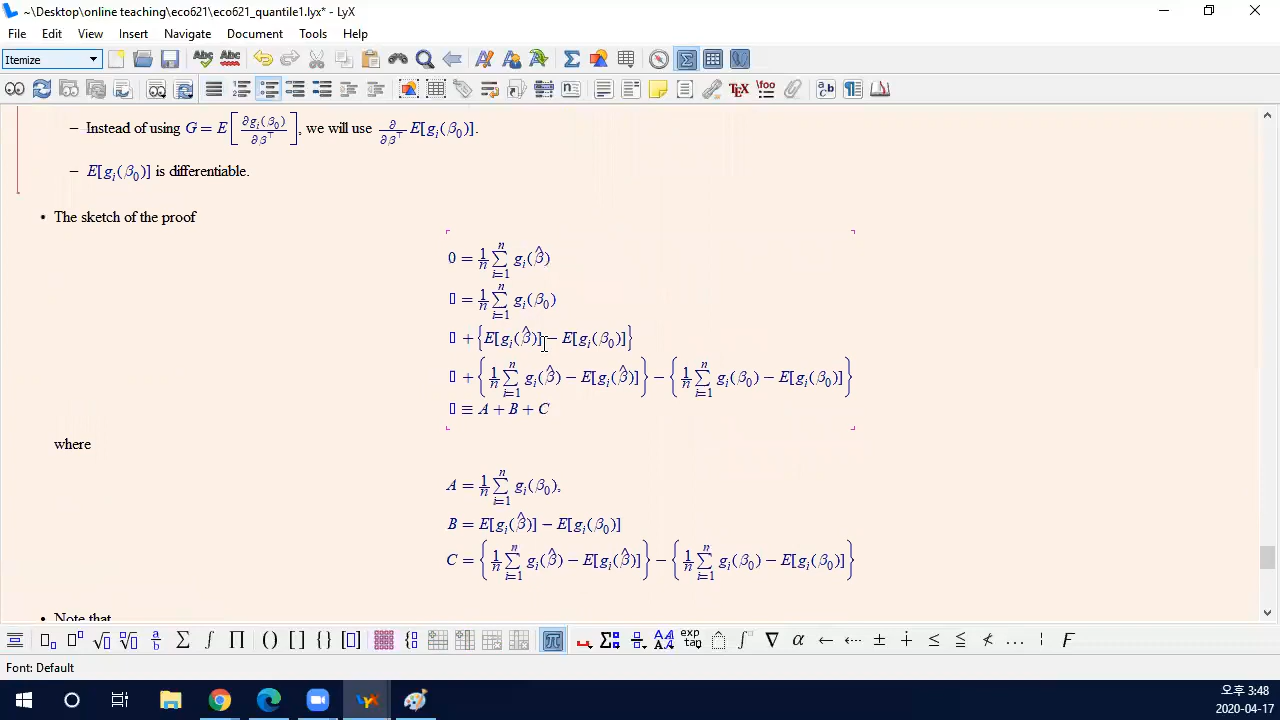 ~\Desktop\online teaching\eco621\eco621_quantile1.lyx* - LyX
File Edit View Insert Navigate Document Tools Help
Itemize
– Instead of using G = E[∂g_i(β_0)/∂β^⊤], we will use ∂/∂β^⊤ E[g_i(β_0)].
– E[g_i(β_0)] is differentiable.
• The sketch of the proof
0 = 1/n ∑_{i=1}^n g_i(β̂)
▯ = 1/n ∑_{i=1}^n g_i(β_0)
▯ + {E[g_i(β̂)] − E[g_i(β_0)]}
▯ + {1/n ∑_{i=1}^n g_i(β̂) − E[g_i(β̂)]} − {1/n ∑_{i=1}^n g_i(β_0) − E[g_i(β_0)]}
▯ ≡ A + B + C
where
A = 1/n ∑_{i=1}^n g_i(β_0),
B = E[g_i(β̂)] − E[g_i(β_0)]
C = {1/n ∑_{i=1}^n g_i(β̂) − E[g_i(β̂)]} − {1/n ∑_{i=1}^n g_i(β_0) − E[g_i(β_0)]}
• Note that
Font: Default
오후 3:48
2020-04-17